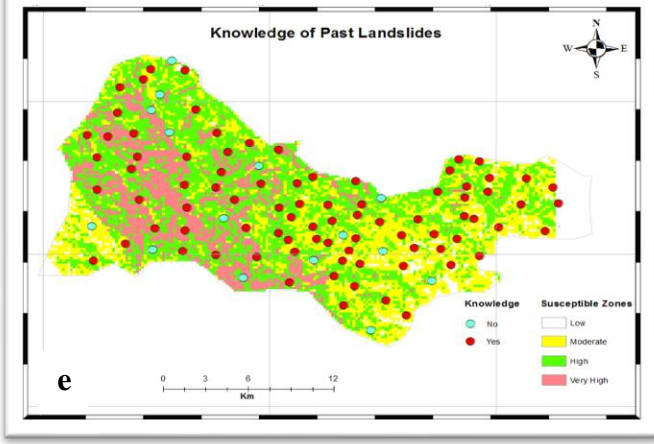 Knowledge of Past Landslides
N
W E
S
Knowledge
No
Yes
Susceptible Zones
Low
Moderate
High
Very High
e
0 3 6 12
Km